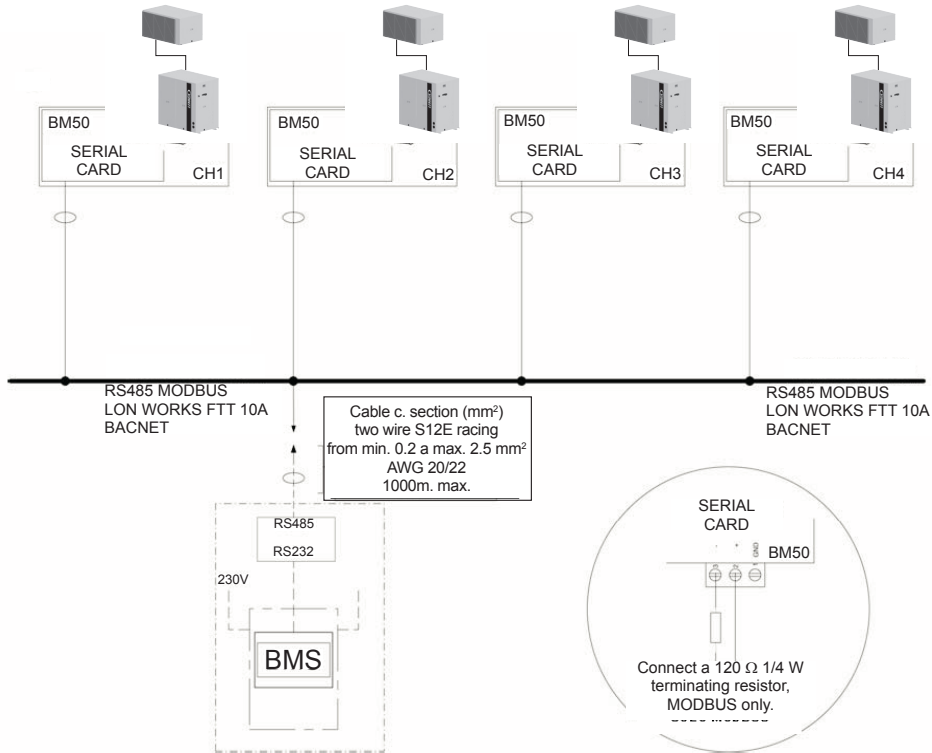 BM50
SERIAL
CARD
CH1
BM50
SERIAL
CARD
CH2
BM50
SERIAL
CARD
CH3
BM50
SERIAL
CARD
CH4
RS485 MODBUS
LON WORKS FTT 10A
BACNET
Cable c. section (mm²)
two wire S12E racing
from min. 0.2 a max. 2.5 mm²
AWG 20/22
1000m. max.
RS485 MODBUS
LON WORKS FTT 10A
BACNET
RS485
RS232
230V
BMS
SERIAL
CARD
- + GND
BM50
3 2 1
Connect a 120 Ω 1/4 W
terminating resistor,
MODBUS only.